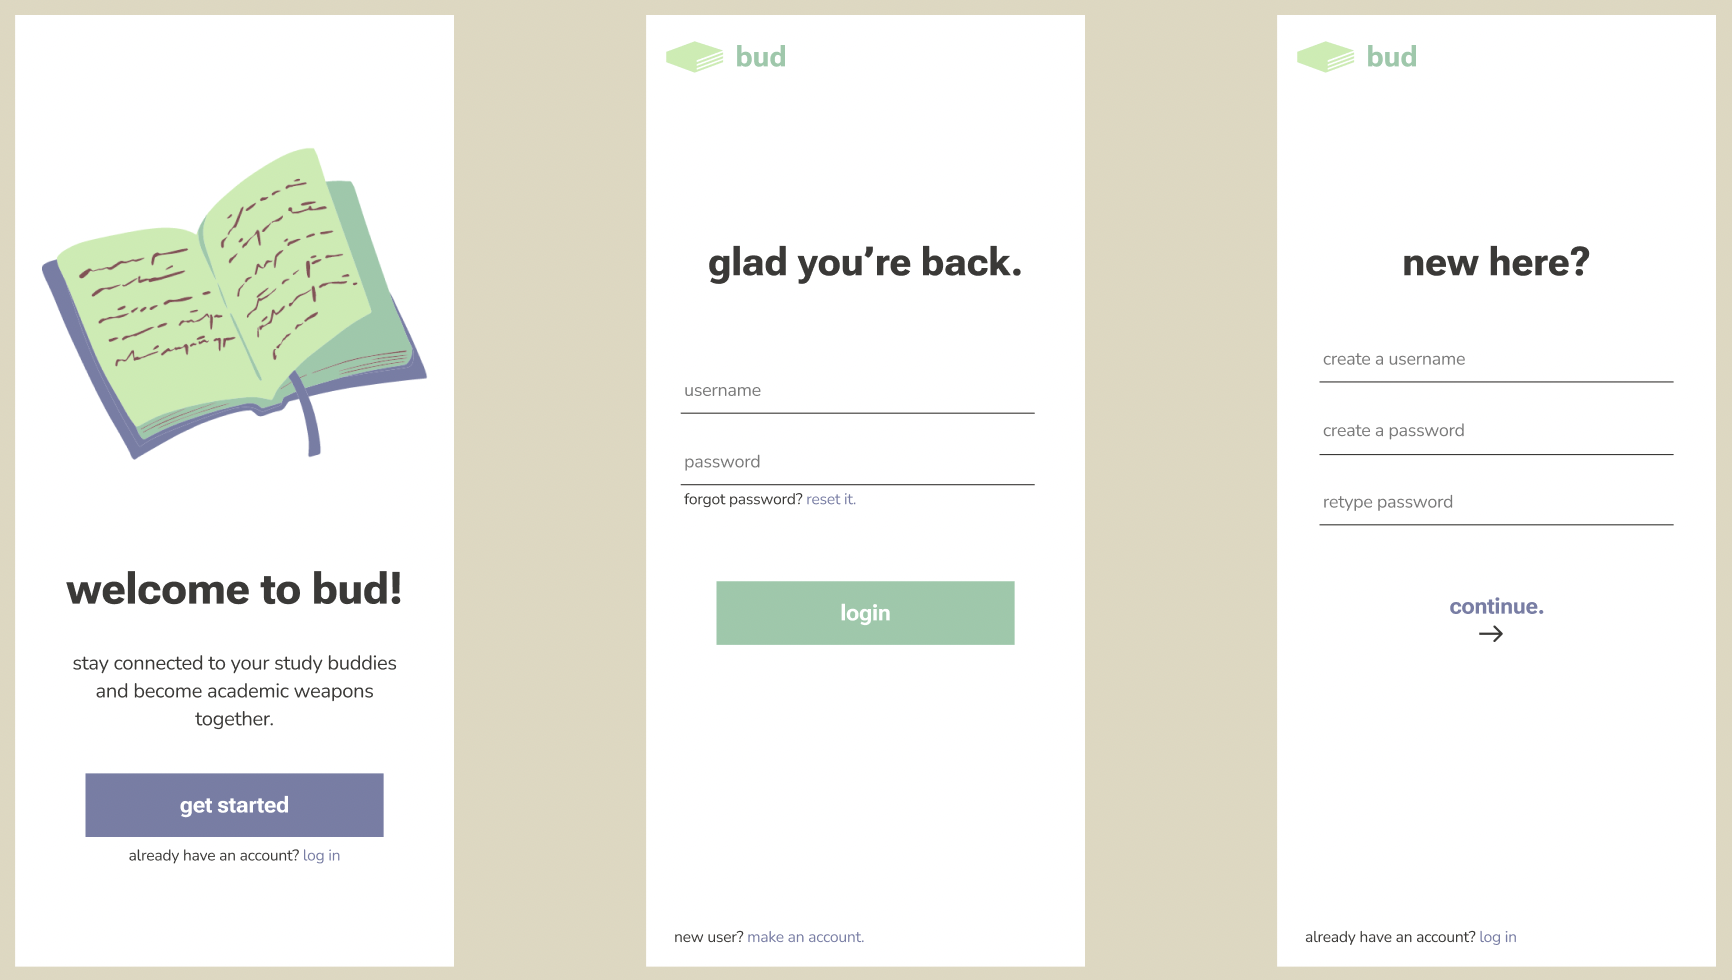 welcome to bud!
stay connected to your study buddies
and become academic weapons
together.
get started
already have an account? log in
bud
glad you’re back.
username
password
forgot password? reset it.
login
new user? make an account.
bud
new here?
create a username
create a password
retype password
continue.
already have an account? log in